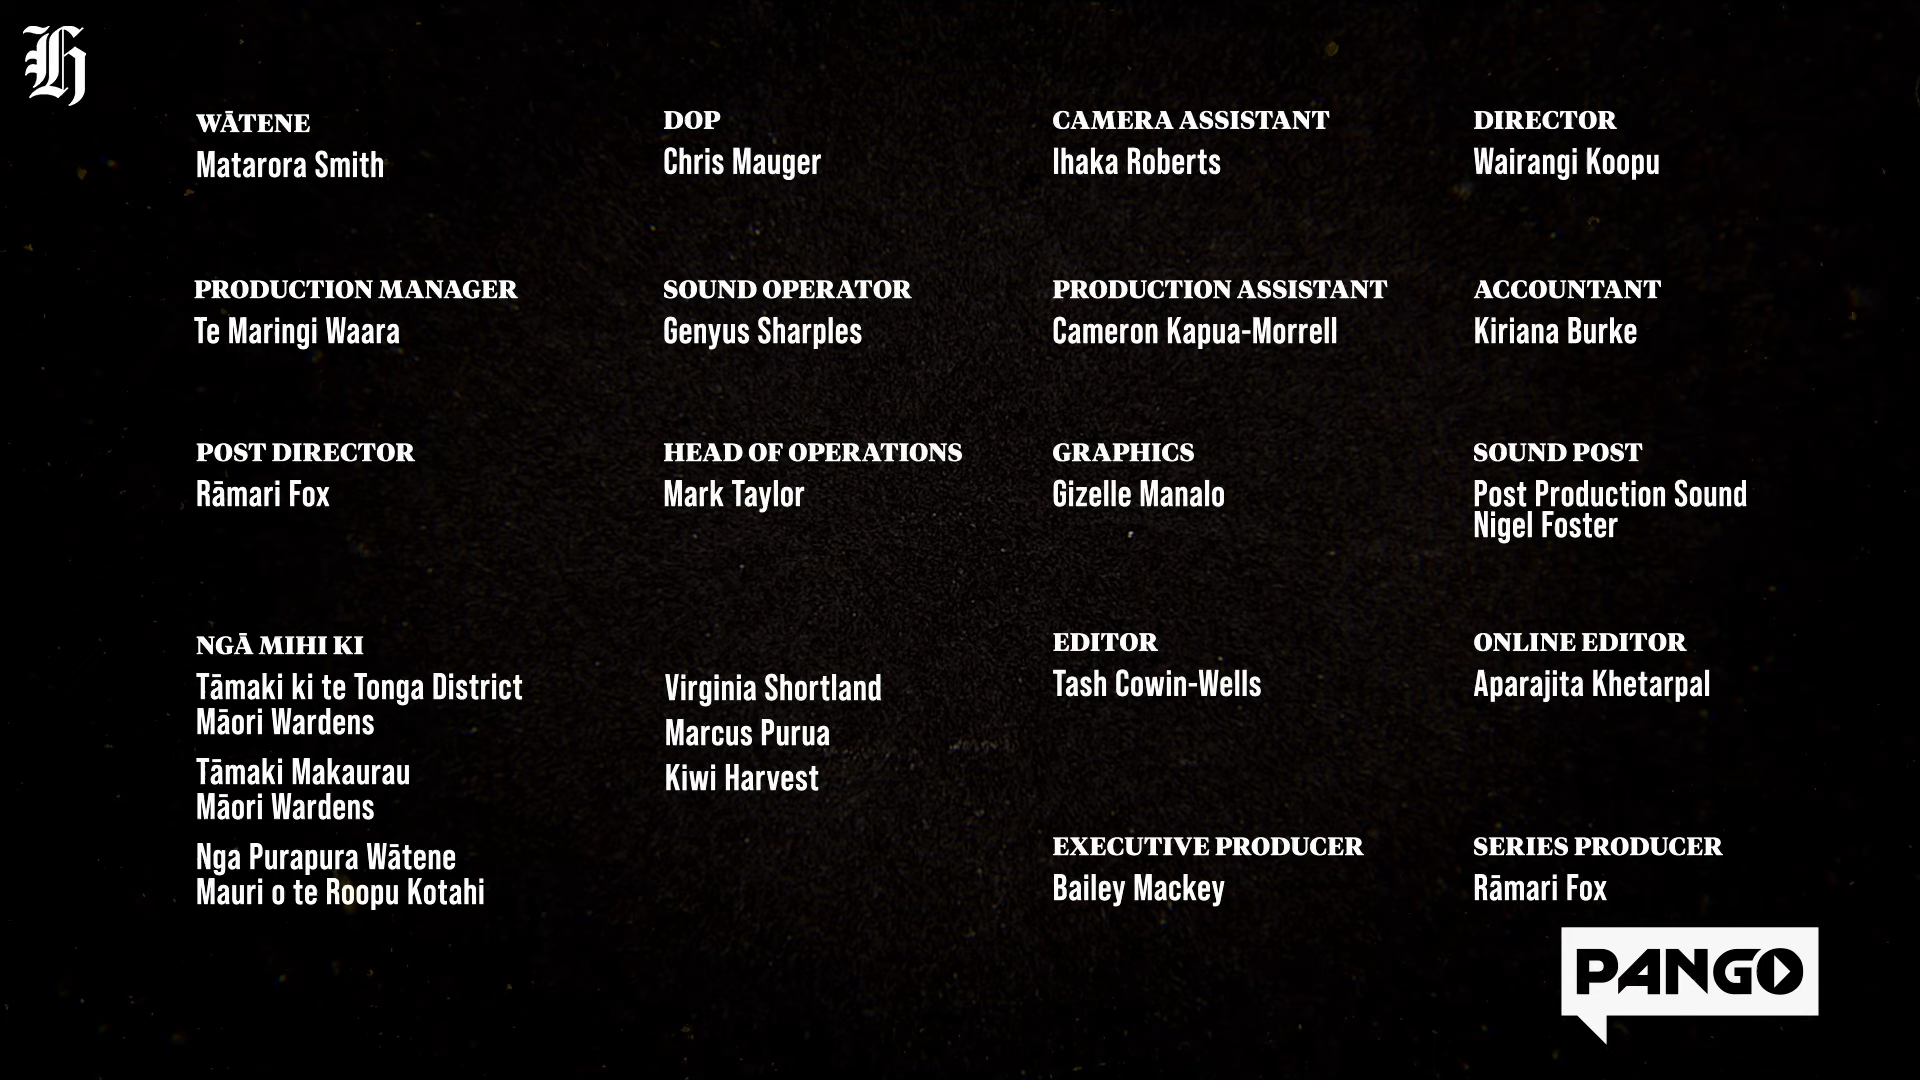 H
WĀTENE
Matarora Smith
DOP
Chris Mauger
CAMERA ASSISTANT
Ihaka Roberts
DIRECTOR
Wairangi Koopu
PRODUCTION MANAGER
Te Maringi Waara
SOUND OPERATOR
Genyus Sharples
PRODUCTION ASSISTANT
Cameron Kapua-Morrell
ACCOUNTANT
Kiriana Burke
POST DIRECTOR
Rāmari Fox
HEAD OF OPERATIONS
Mark Taylor
GRAPHICS
Gizelle Manalo
SOUND POST
Post Production Sound
Nigel Foster
NGĀ MIHI KI
Tāmaki ki te Tonga District
Māori Wardens
Tāmaki Makaurau
Māori Wardens
Nga Purapura Wātene
Mauri o te Roopu Kotahi
Virginia Shortland
Marcus Purua
Kiwi Harvest
EDITOR
Tash Cowin-Wells
ONLINE EDITOR
Aparajita Khetarpal
EXECUTIVE PRODUCER
Bailey Mackey
SERIES PRODUCER
Rāmari Fox
PANGO